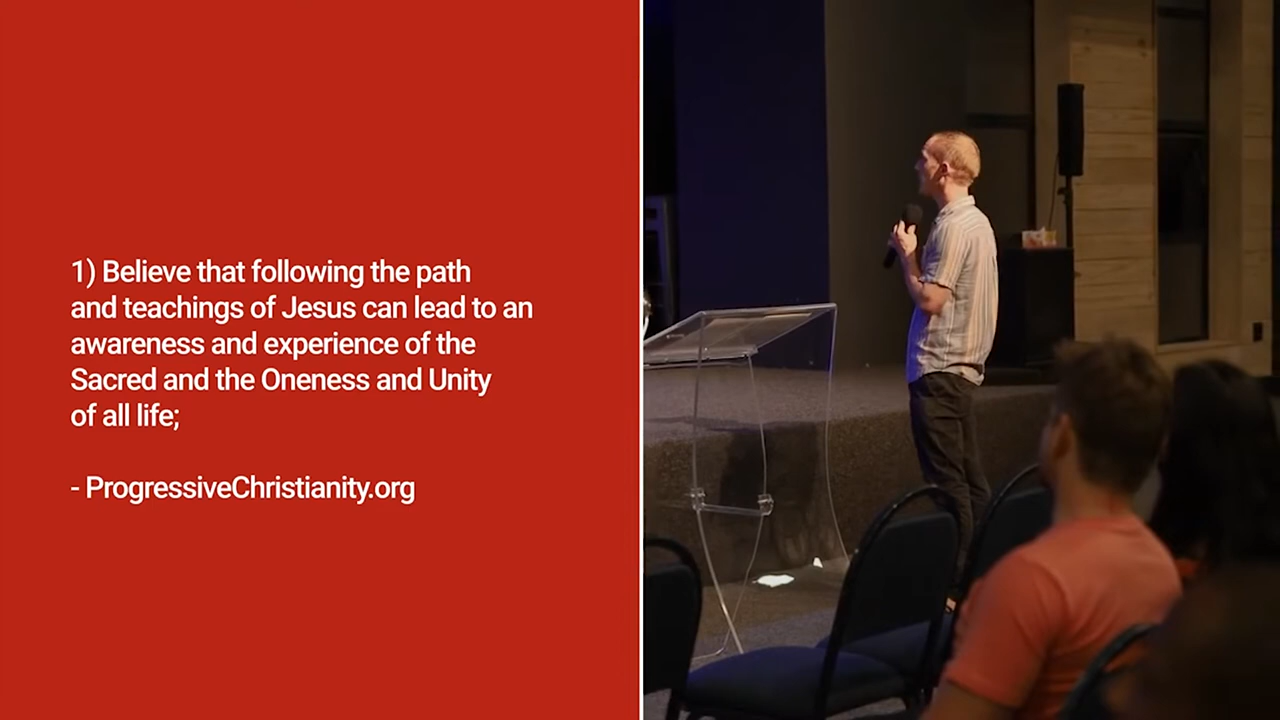 1) Believe that following the path
and teachings of Jesus can lead to an
awareness and experience of the
Sacred and the Oneness and Unity
of all life;
- ProgressiveChristianity.org